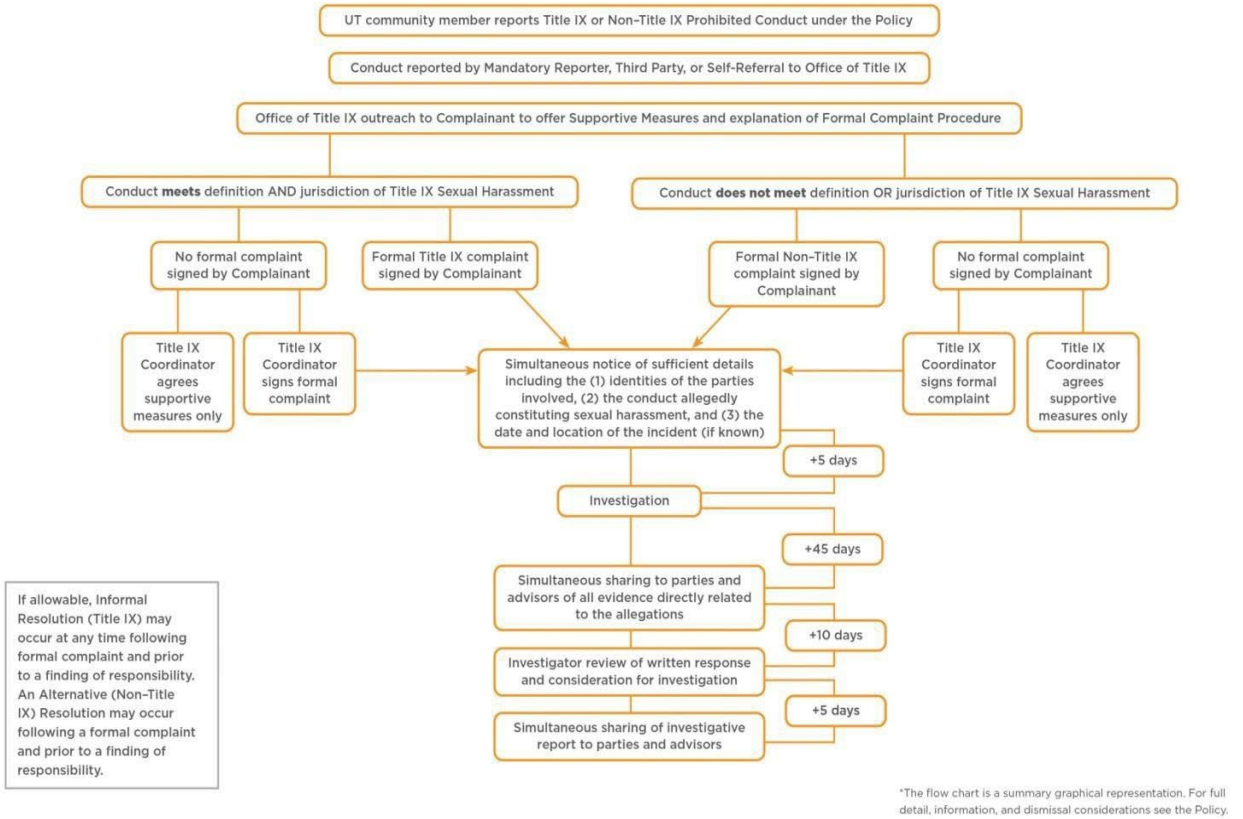 UT community member reports Title IX or Non-Title IX Prohibited Conduct under the Policy
Conduct reported by Mandatory Reporter, Third Party, or Self-Referral to Office of Title IX
Office of Title IX outreach to Complainant to offer Supportive Measures and explanation of Formal Complaint Procedure
Conduct meets definition AND jurisdiction of Title IX Sexual Harassment
Conduct does not meet definition OR jurisdiction of Title IX Sexual Harassment
No formal complaint
signed by Complainant
Formal Title IX complaint
signed by Complainant
Formal Non-Title IX
complaint signed by
Complainant
No formal complaint
signed by Complainant
Title IX
Coordinator
agrees
supportive
measures only
Title IX
Coordinator
signs formal
complaint
Simultaneous notice of sufficient details
including the (1) identities of the parties
involved, (2) the conduct allegedly
constituting sexual harassment, and (3) the
date and location of the incident (if known)
Title IX
Coordinator
signs formal
complaint
Title IX
Coordinator
agrees
supportive
measures only
+5 days
Investigation
+45 days
Simultaneous sharing to parties and
advisors of all evidence directly related
to the allegations
+10 days
Investigator review of written response
and consideration for investigation
+5 days
Simultaneous sharing of investigative
report to parties and advisors
If allowable, Informal
Resolution (Title IX) may
occur at any time following
formal complaint and prior
to a finding of responsibility.
An Alternative (Non-Title
IX) Resolution may occur
following a formal complaint
and prior to a finding of
responsibility.
*The flow chart is a summary graphical representation. For full
detail, information, and dismissal considerations see the Policy.